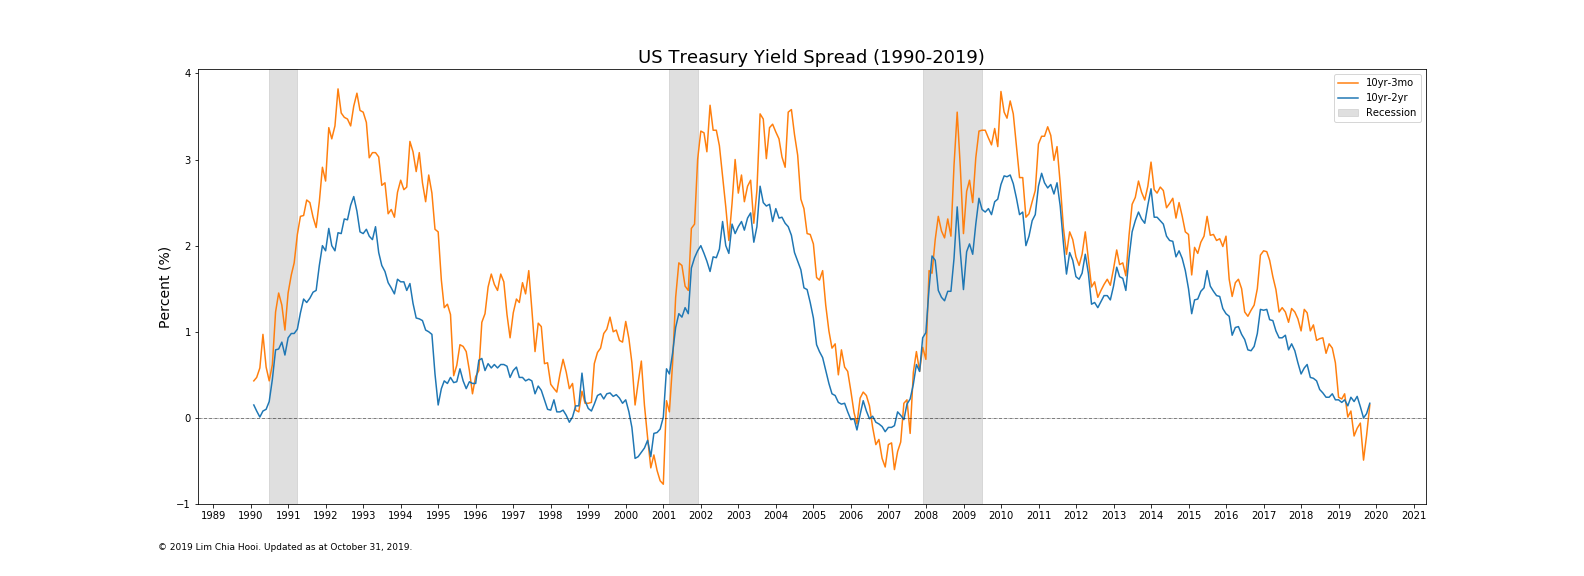 US Treasury Yield Spread (1990-2019)
4
3
2
1
0
−1
Percent (%)
10yr-3mo
10yr-2yr
Recession
1989 1990 1991 1992 1993 1994 1995 1996 1997 1998 1999 2000 2001 2002 2003 2004 2005 2006 2007 2008 2009 2010 2011 2012 2013 2014 2015 2016 2017 2018 2019 2020 2021
© 2019 Lim Chia Hooi. Updated as at October 31, 2019.